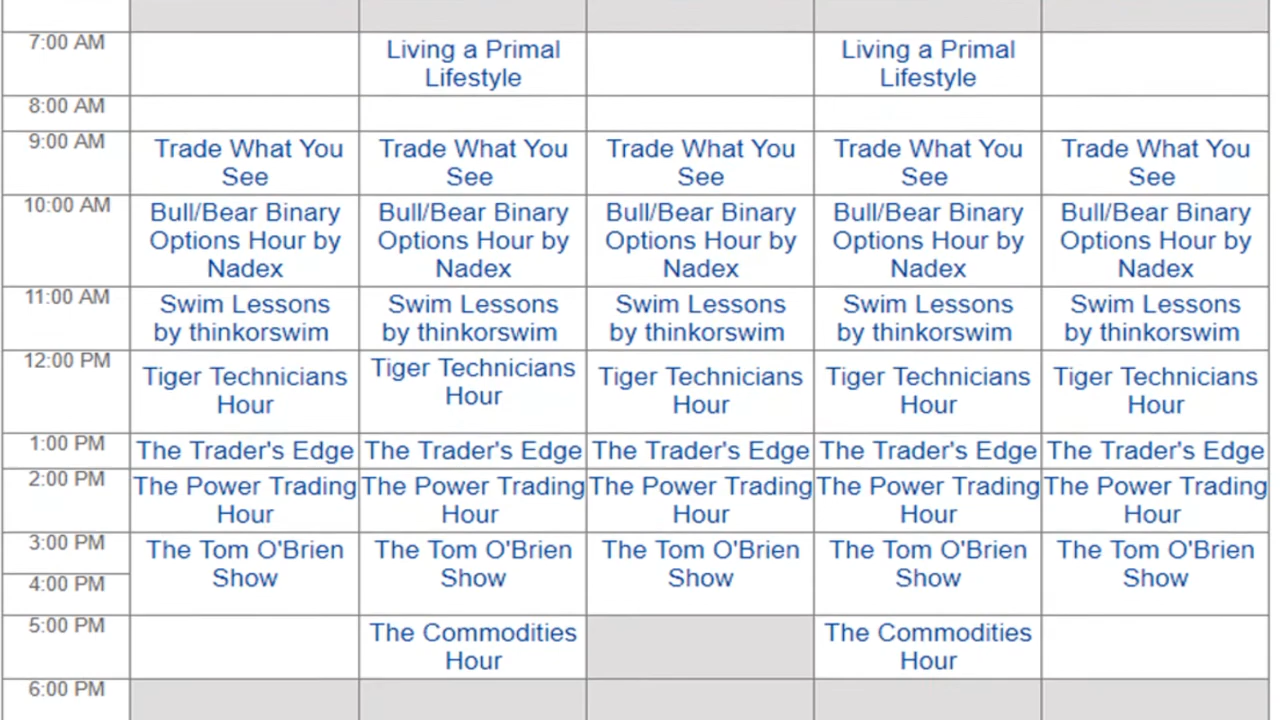 7:00 AM
Living a Primal
Lifestyle
Living a Primal
Lifestyle
8:00 AM
9:00 AM
Trade What You
See
Trade What You
See
Trade What You
See
Trade What You
See
Trade What You
See
10:00 AM
Bull/Bear Binary
Options Hour by
Nadex
Bull/Bear Binary
Options Hour by
Nadex
Bull/Bear Binary
Options Hour by
Nadex
Bull/Bear Binary
Options Hour by
Nadex
Bull/Bear Binary
Options Hour by
Nadex
11:00 AM
Swim Lessons
by thinkorswim
Swim Lessons
by thinkorswim
Swim Lessons
by thinkorswim
Swim Lessons
by thinkorswim
Swim Lessons
by thinkorswim
12:00 PM
Tiger Technicians
Hour
Tiger Technicians
Hour
Tiger Technicians
Hour
Tiger Technicians
Hour
Tiger Technicians
Hour
1:00 PM
The Trader's Edge
The Trader's Edge
The Trader's Edge
The Trader's Edge
The Trader's Edge
2:00 PM
The Power Trading
Hour
The Power Trading
Hour
The Power Trading
Hour
The Power Trading
Hour
The Power Trading
Hour
3:00 PM
The Tom O'Brien
Show
The Tom O'Brien
Show
The Tom O'Brien
Show
The Tom O'Brien
Show
The Tom O'Brien
Show
4:00 PM
5:00 PM
The Commodities
Hour
The Commodities
Hour
6:00 PM